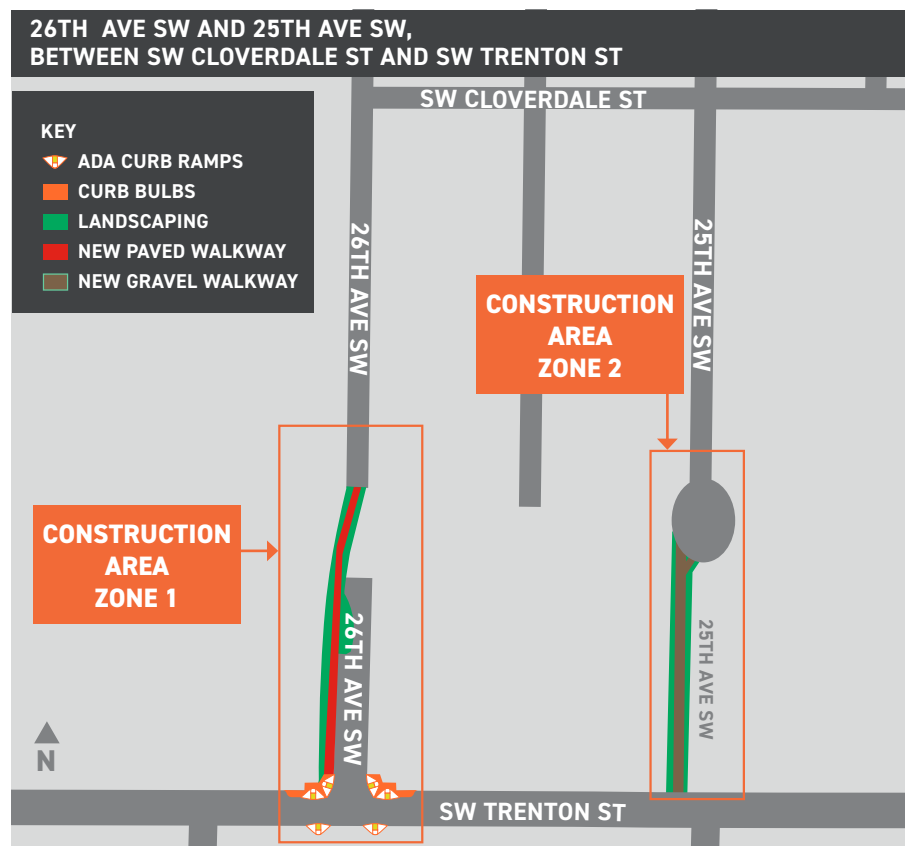 26TH AVE SW AND 25TH AVE SW,
BETWEEN SW CLOVERDALE ST AND SW TRENTON ST
SW CLOVERDALE ST
KEY
ADA CURB RAMPS
CURB BULBS
LANDSCAPING
NEW PAVED WALKWAY
NEW GRAVEL WALKWAY
26TH AVE SW
25TH AVE SW
CONSTRUCTION
AREA
ZONE 2
CONSTRUCTION
AREA
ZONE 1
26TH AVE SW
25TH AVE SW
N
SW TRENTON ST